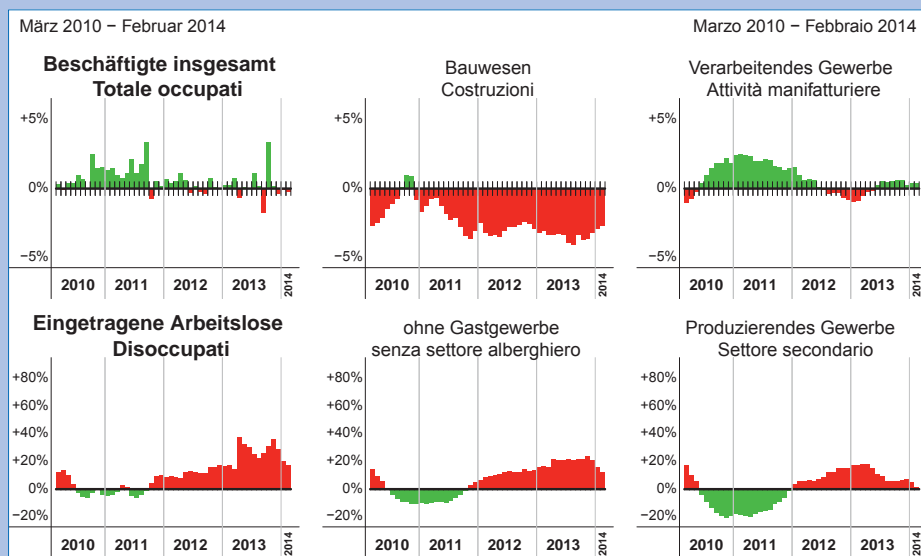 März 2010 − Februar 2014
Marzo 2010 − Febbraio 2014
Beschäftigte insgesamt
Totale occupati
+5%
0%
−5%
2010 2011 2012 2013 2014
Bauwesen
Costruzioni
+5%
0%
−5%
2010 2011 2012 2013 2014
Verarbeitendes Gewerbe
Attività manifatturiere
+5%
0%
−5%
2010 2011 2012 2013 2014
Eingetragene Arbeitslose
Disoccupati
+80%
+60%
+40%
+20%
0%
−20%
2010 2011 2012 2013 2014
ohne Gastgewerbe
senza settore alberghiero
+80%
+60%
+40%
+20%
0%
−20%
2010 2011 2012 2013 2014
Produzierendes Gewerbe
Settore secondario
+80%
+60%
+40%
+20%
0%
−20%
2010 2011 2012 2013 2014